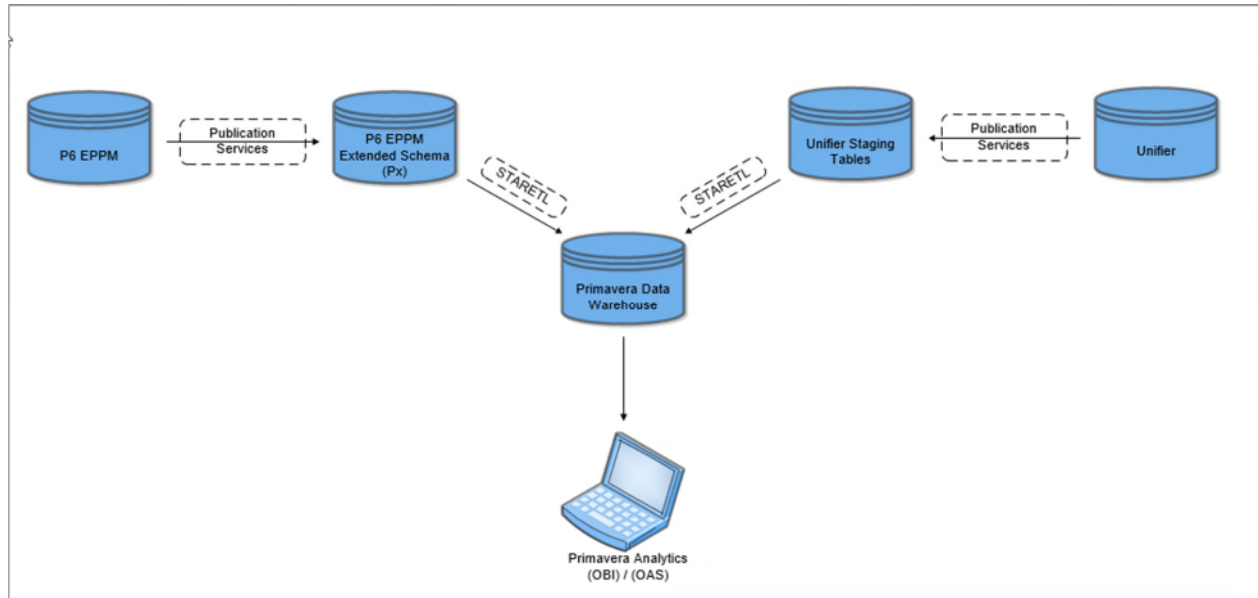 P6 EPPM
Publication
Services
P6 EPPM
Extended Schema
(Px)
STARETL
Unifier Staging
Tables
Publication
Services
Unifier
STARETL
Primavera Data
Warehouse
Primavera Analytics
(OBI) / (OAS)